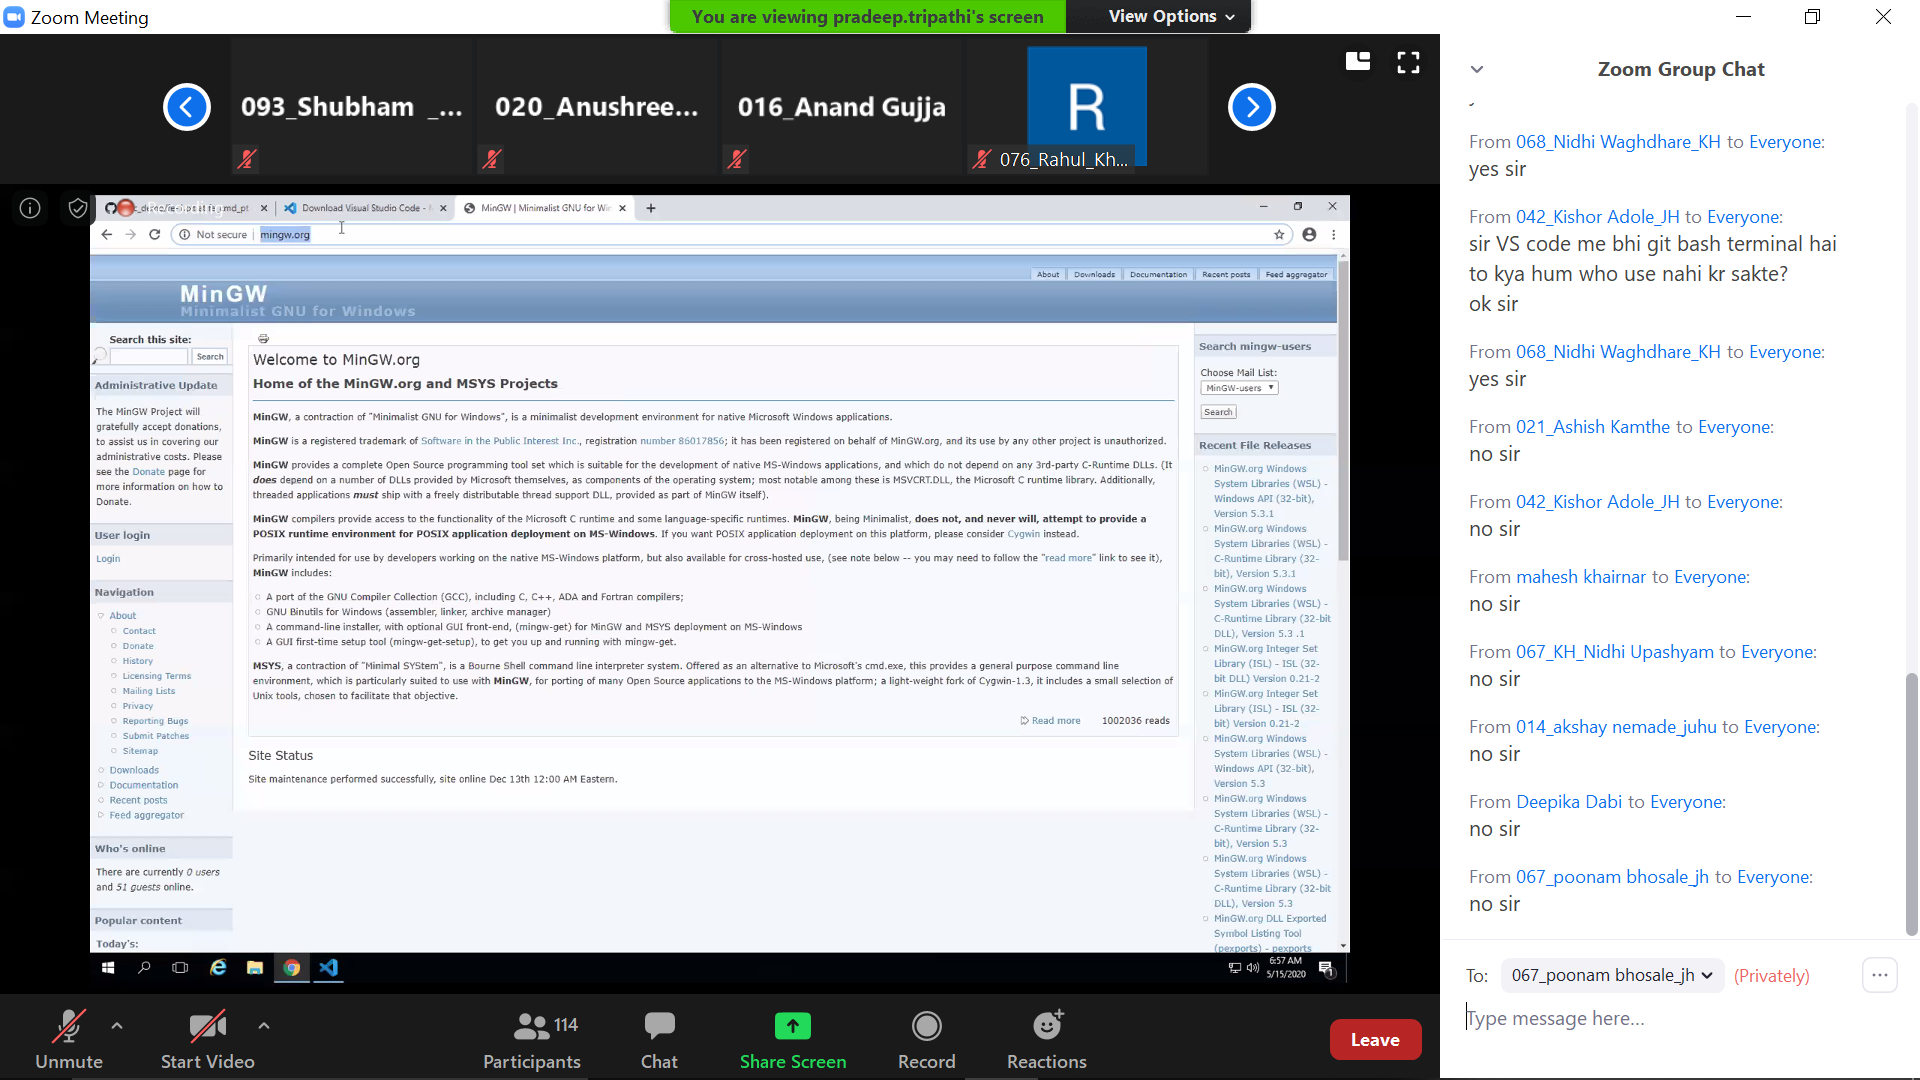 Zoom Meeting
You are viewing pradeep.tripathi's screen
View Options
093_Shubham _...
020_Anushree...
016_Anand Gujja
R
076_Rahul_Kh...
Download Visual Studio Code -
MinGW | Minimalist GNU for Win
Not secure
mingw.org
About
Downloads
Documentation
Recent posts
Feed aggregator
MinGW
Minimalist GNU for Windows
Search this site:
Search
Administrative Update
The MinGW Project will
gratefully accept donations,
to assist us in covering our
administrative costs. Please
see the Donate page for
more information on how to
Donate.
User login
Login
Navigation
About
Contact
Donate
History
Licensing Terms
Mailing Lists
Privacy
Reporting Bugs
Submit Patches
Sitemap
Downloads
Documentation
Recent posts
Feed aggregator
Who's online
There are currently 0 users
and 51 guests online.
Popular content
Today's:
Welcome to MinGW.org
Home of the MinGW.org and MSYS Projects
MinGW, a contraction of "Minimalist GNU for Windows", is a minimalist development environment for native Microsoft Windows applications.
MinGW is a registered trademark of Software in the Public Interest Inc., registration number 86017856; it has been registered on behalf of MinGW.org, and its use by any other project is unauthorized.
MinGW provides a complete Open Source programming tool set which is suitable for the development of native MS-Windows applications, and which do not depend on any 3rd-party C-Runtime DLLs. (It
does depend on a number of DLLs provided by Microsoft themselves, as components of the operating system; most notable among these is MSVCRT.DLL, the Microsoft C runtime library. Additionally,
threaded applications must ship with a freely distributable thread support DLL, provided as part of MinGW itself).
MinGW compilers provide access to the functionality of the Microsoft C runtime and some language-specific runtimes. MinGW, being Minimalist, does not, and never will, attempt to provide a
POSIX runtime environment for POSIX application deployment on MS-Windows. If you want POSIX application deployment on this platform, please consider Cygwin instead.
Primarily intended for use by developers working on the native MS-Windows platform, but also available for cross-hosted use, (see note below -- you may need to follow the "read more" link to see it),
MinGW includes:
A port of the GNU Compiler Collection (GCC), including C, C++, ADA and Fortran compilers;
GNU Binutils for Windows (assembler, linker, archive manager)
A command-line installer, with optional GUI front-end, (mingw-get) for MinGW and MSYS deployment on MS-Windows
A GUI first-time setup tool (mingw-get-setup), to get you up and running with mingw-get.
MSYS, a contraction of "Minimal SYStem", is a Bourne Shell command line interpreter system. Offered as an alternative to Microsoft's cmd.exe, this provides a general purpose command line
environment, which is particularly suited to use with MinGW, for porting of many Open Source applications to the MS-Windows platform; a light-weight fork of Cygwin-1.3, it includes a small selection of
Unix tools, chosen to facilitate that objective.
Read more 1002036 reads
Site Status
Site maintenance performed successfully, site online Dec 13th 12:00 AM Eastern.
Search mingw-users
Choose Mail List:
MinGW-users
Search
Recent File Releases
MinGW.org Windows
System Libraries (WSL) -
Windows API (32-bit),
Version 5.3.1
MinGW.org Windows
System Libraries (WSL) -
C-Runtime Library (32-
bit), Version 5.3.1
MinGW.org Windows
System Libraries (WSL) -
C-Runtime Library (32-bit
DLL), Version 5.3 .1
MinGW.org Integer Set
Library (ISL) - ISL (32-
bit DLL) Version 0.21-2
MinGW.org Integer Set
Library (ISL) - ISL (32-
bit) Version 0.21-2
MinGW.org Windows
System Libraries (WSL) -
Windows API (32-bit),
Version 5.3
MinGW.org Windows
System Libraries (WSL) -
C-Runtime Library (32-
bit), Version 5.3
MinGW.org Windows
System Libraries (WSL) -
C-Runtime Library (32-bit
DLL), Version 5.3
MinGW.org DLL Exported
Symbol Listing Tool
(pexports) - pexports
6:57 AM
5/15/2020
1
Unmute
Start Video
114
Participants
Chat
Share Screen
Record
Reactions
Leave
Zoom Group Chat
From 068_Nidhi Waghdhare_KH to Everyone:
yes sir
From 042_Kishor Adole_JH to Everyone:
sir VS code me bhi git bash terminal hai
to kya hum who use nahi kr sakte?
ok sir
From 068_Nidhi Waghdhare_KH to Everyone:
yes sir
From 021_Ashish Kamthe to Everyone:
no sir
From 042_Kishor Adole_JH to Everyone:
no sir
From mahesh khairnar to Everyone:
no sir
From 067_KH_Nidhi Upashyam to Everyone:
no sir
From 014_akshay nemade_juhu to Everyone:
no sir
From Deepika Dabi to Everyone:
no sir
From 067_poonam bhosale_jh to Everyone:
no sir
To: 067_poonam bhosale_jh (Privately)
Type message here...